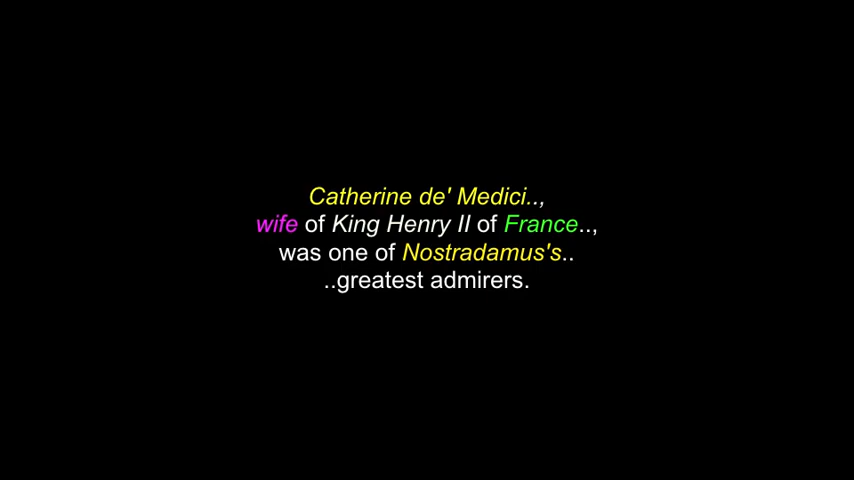 Catherine de' Medici..,
wife of King Henry II of France..,
was one of Nostradamus's..
..greatest admirers.